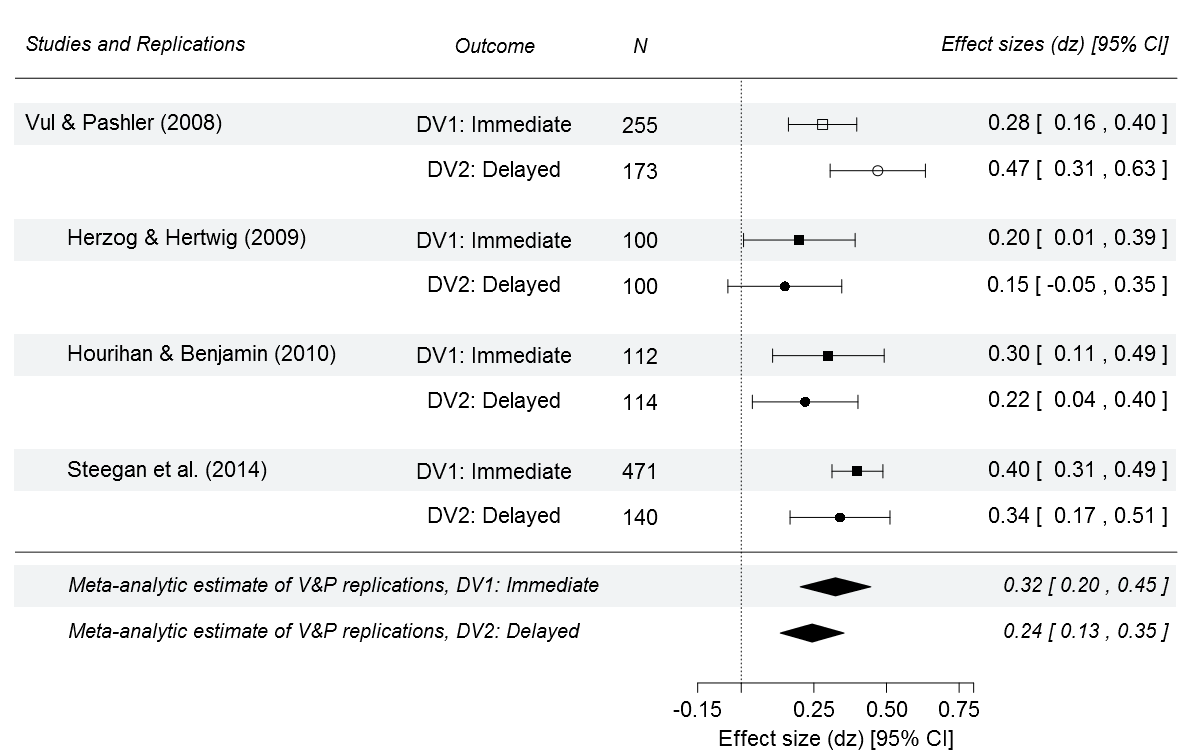 Studies and Replications Outcome N Effect sizes (dz) [95% CI]
Vul & Pashler (2008) DV1: Immediate 255 0.28 [ 0.16 , 0.40 ]
DV2: Delayed 173 0.47 [ 0.31 , 0.63 ]
Herzog & Hertwig (2009) DV1: Immediate 100 0.20 [ 0.01 , 0.39 ]
DV2: Delayed 100 0.15 [ -0.05 , 0.35 ]
Hourihan & Benjamin (2010) DV1: Immediate 112 0.30 [ 0.11 , 0.49 ]
DV2: Delayed 114 0.22 [ 0.04 , 0.40 ]
Steegan et al. (2014) DV1: Immediate 471 0.40 [ 0.31 , 0.49 ]
DV2: Delayed 140 0.34 [ 0.17 , 0.51 ]
Meta-analytic estimate of V&P replications, DV1: Immediate 0.32 [ 0.20 , 0.45 ]
Meta-analytic estimate of V&P replications, DV2: Delayed 0.24 [ 0.13 , 0.35 ]
-0.15 0.25 0.50 0.75
Effect size (dz) [95% CI]